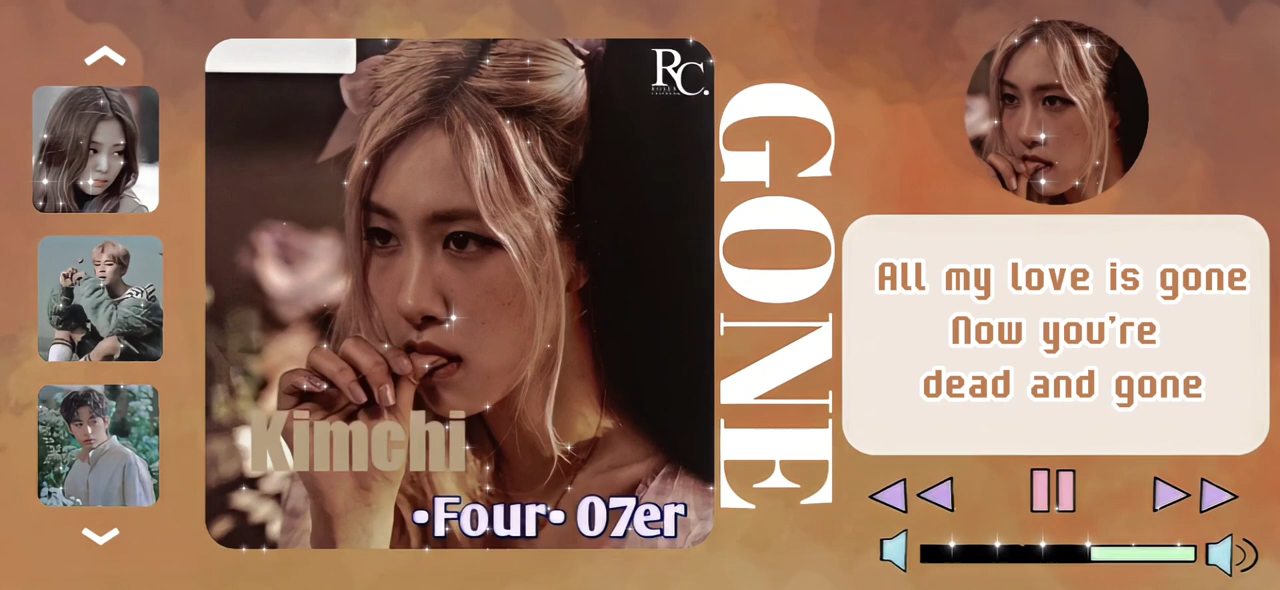 RC.
GONE
Kimchi
•Four• 07er
All my love is gone
Now you're
dead and gone